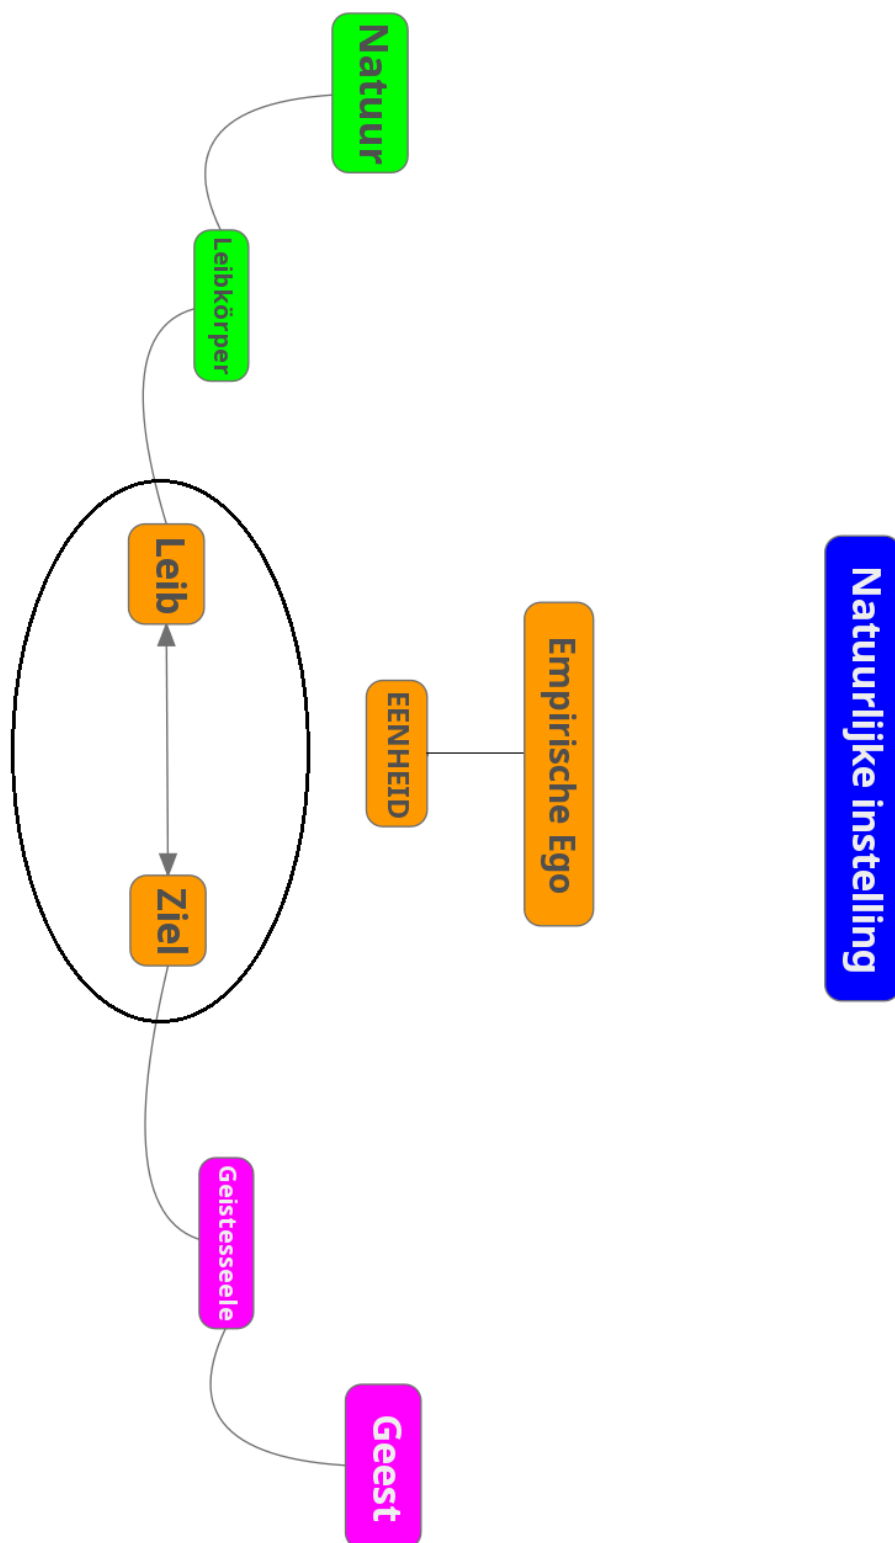 Natuurlijke instelling
Empirische Ego
Natuur
EENHEID
Geest
Leibkörper
Geistesseele
Leib
Ziel